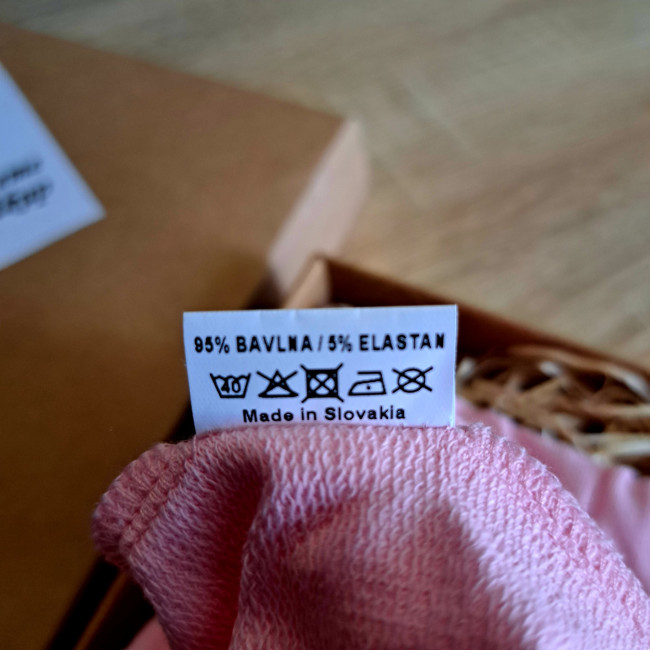 95% BAVLNA / 5% ELASTAN
Made in Slovakia